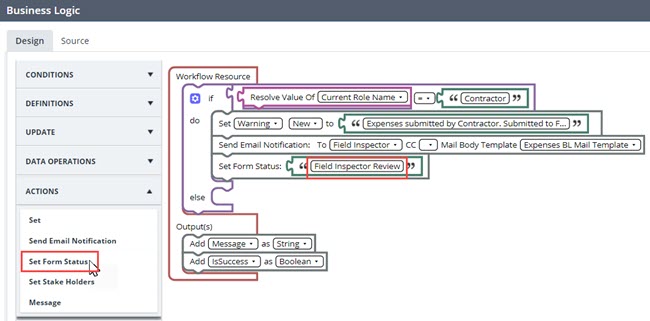 Business Logic
Design Source
CONDITIONS
DEFINITIONS
UPDATE
DATA OPERATIONS
ACTIONS
Set
Send Email Notification
Set Form Status
Set Stake Holders
Message
Workflow Resource
if Resolve Value Of Current Role Name = “ Contractor ”
do Set Warning New to “ Expenses submitted by Contractor. Submitted to F... ”
Send Email Notification: To Field Inspector CC Mail Body Template Expenses BL Mail Template
Set Form Status: “ Field Inspector Review ”
else
Output(s)
Add Message as String
Add IsSuccess as Boolean